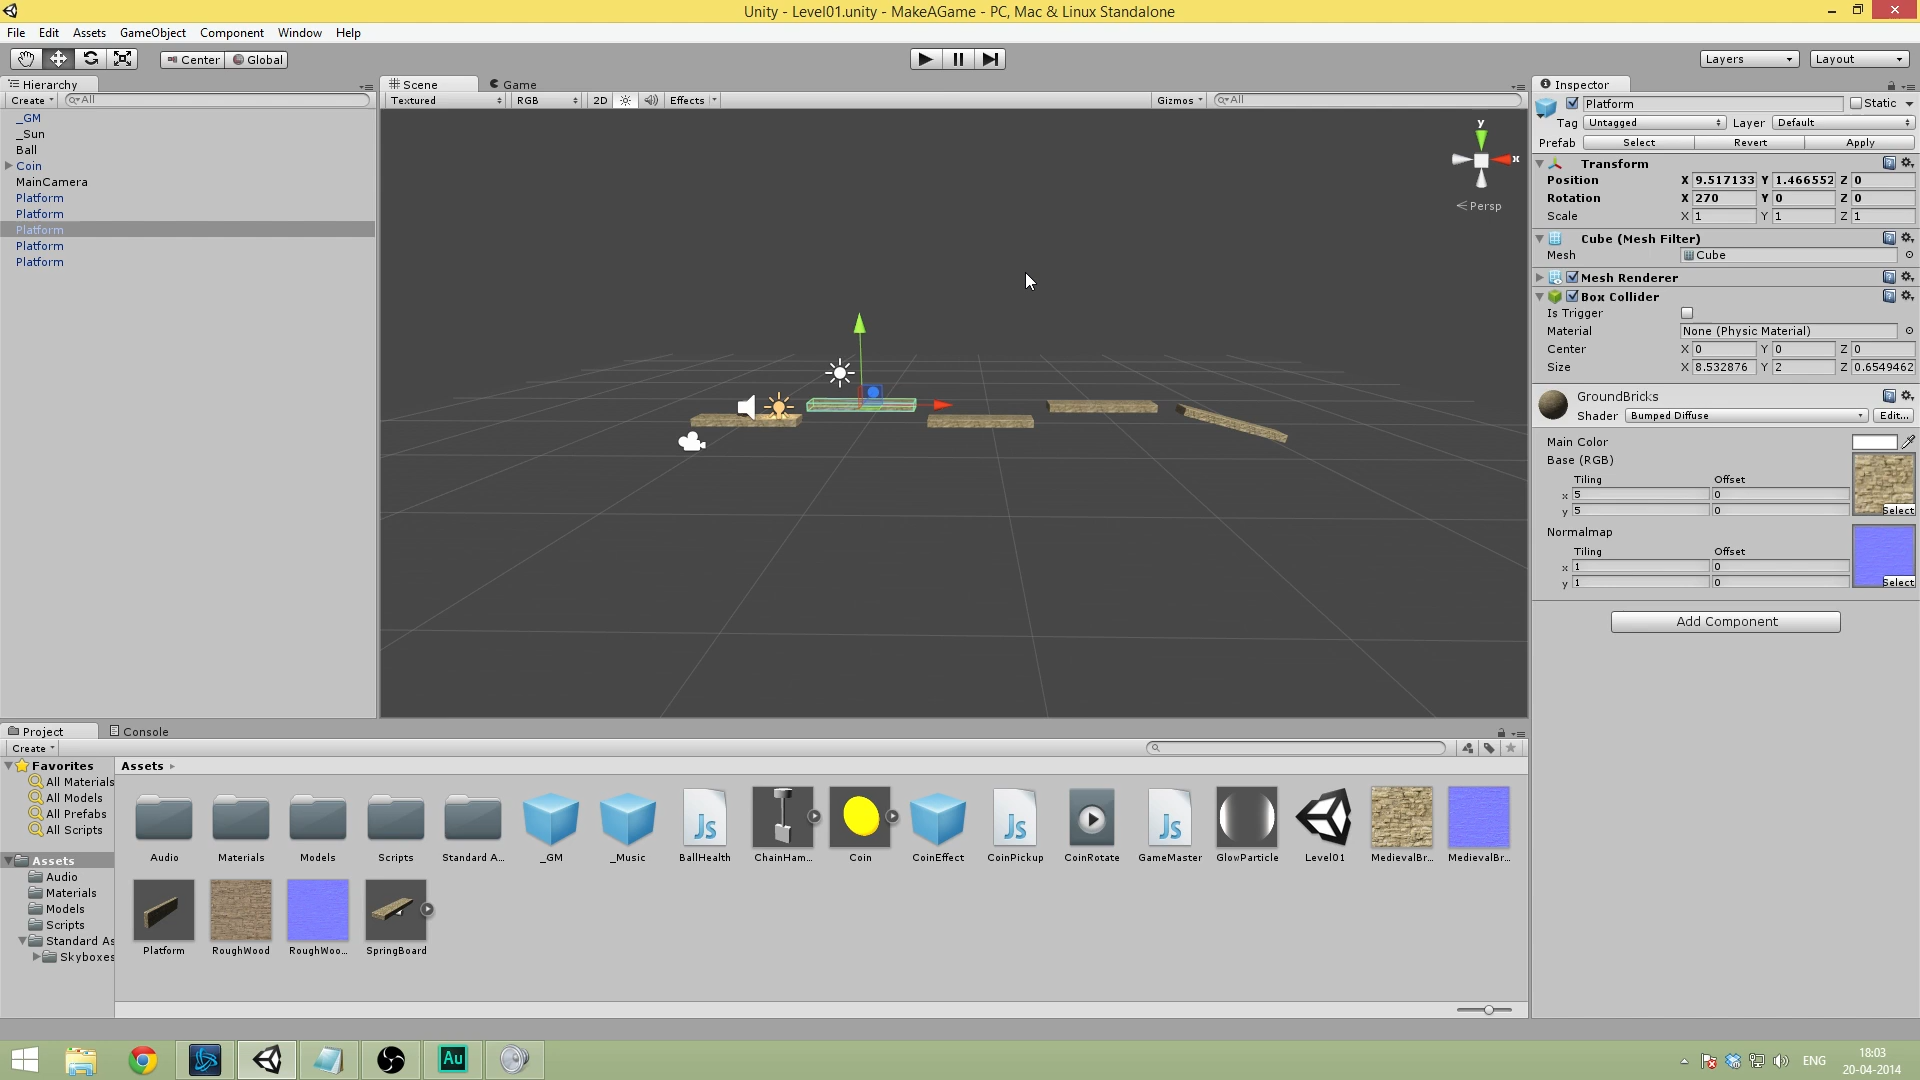 Unity - Level01.unity - MakeAGame - PC, Mac & Linux Standalone
File Edit Assets GameObject Component Window Help
Center Global Layers Layout
Hierarchy
Create All
_GM
_Sun
Ball
Coin
MainCamera
Platform
Platform
Platform
Platform
Platform
Scene Game
Textured RGB 2D Effects Gizmos All
y
x
Persp
Inspector
Platform Static
Tag Untagged Layer Default
Prefab Select Revert Apply
Transform
Position X 9.517133 Y 1.466552 Z 0
Rotation X 270 Y 0 Z 0
Scale X 1 Y 1 Z 1
Cube (Mesh Filter)
Mesh Cube
Mesh Renderer
Box Collider
Is Trigger
Material None (Physic Material)
Center X 0 Y 0 Z 0
Size X 8.532876 Y 2 Z 0.6549462
GroundBricks
Shader Bumped Diffuse Edit...
Main Color
Base (RGB)
Tiling Offset
x 5 0
y 5 0
Select
Normalmap
Tiling Offset
x 1 0
y 1 0
Select
Add Component
Project Console
Create
Favorites
All Materials
All Models
All Prefabs
All Scripts
Assets
Audio
Materials
Models
Scripts
Standard As
Skyboxes
Assets
Js Js Js
Audio Materials Models Scripts Standard A... _GM _Music BallHealth ChainHam... Coin CoinEffect CoinPickup CoinRotate GameMaster GlowParticle Level01 MedievalBr... MedievalBr...
Platform RoughWood RoughWoo... SpringBoard
Au
ENG
18:03
20-04-2014